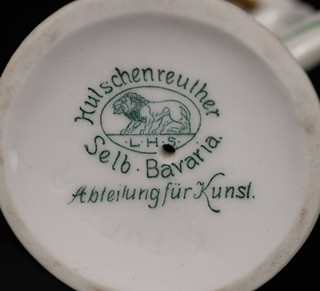 Hutschenreuther
L·H·S·
Selb·Bavaria.
Abteilung für Kunst.